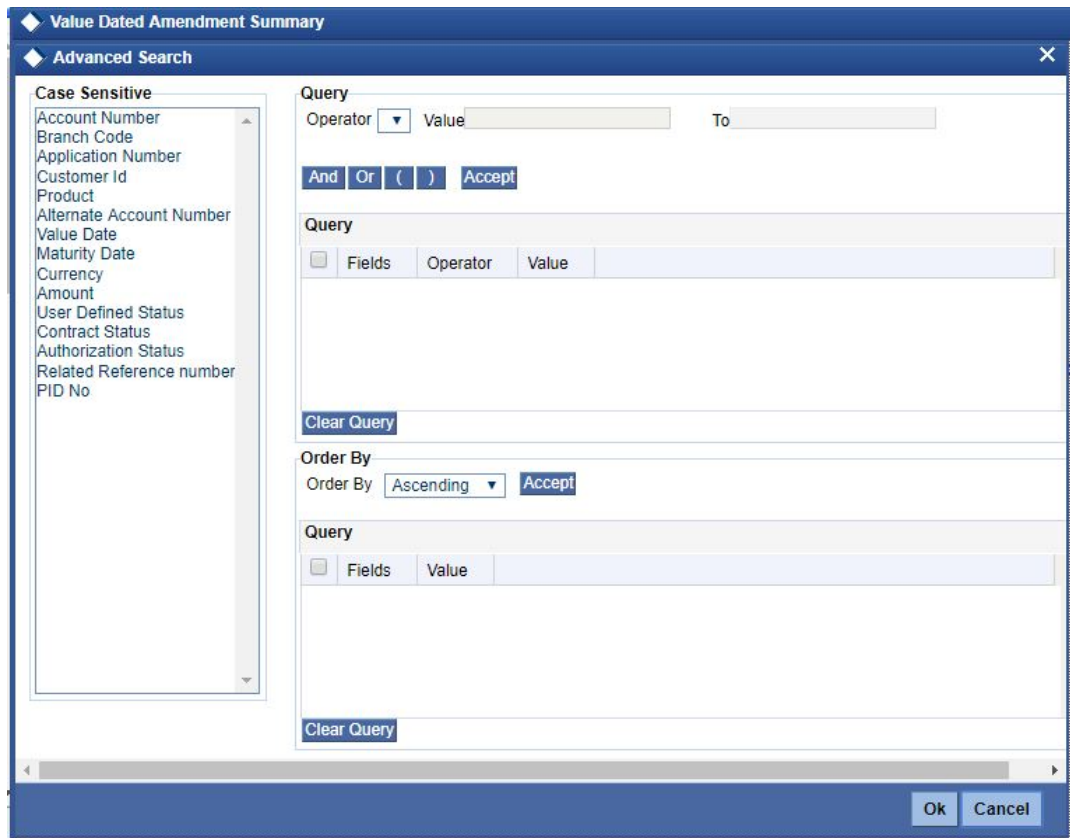 Value Dated Amendment Summary
Advanced Search
Case Sensitive
Account Number
Branch Code
Application Number
Customer Id
Product
Alternate Account Number
Value Date
Maturity Date
Currency
Amount
User Defined Status
Contract Status
Authorization Status
Related Reference number
PID No
Query
Operator Value To
And Or ( ) Accept
Query
Fields Operator Value
Clear Query
Order By
Order By Ascending Accept
Query
Fields Value
Clear Query
Ok Cancel